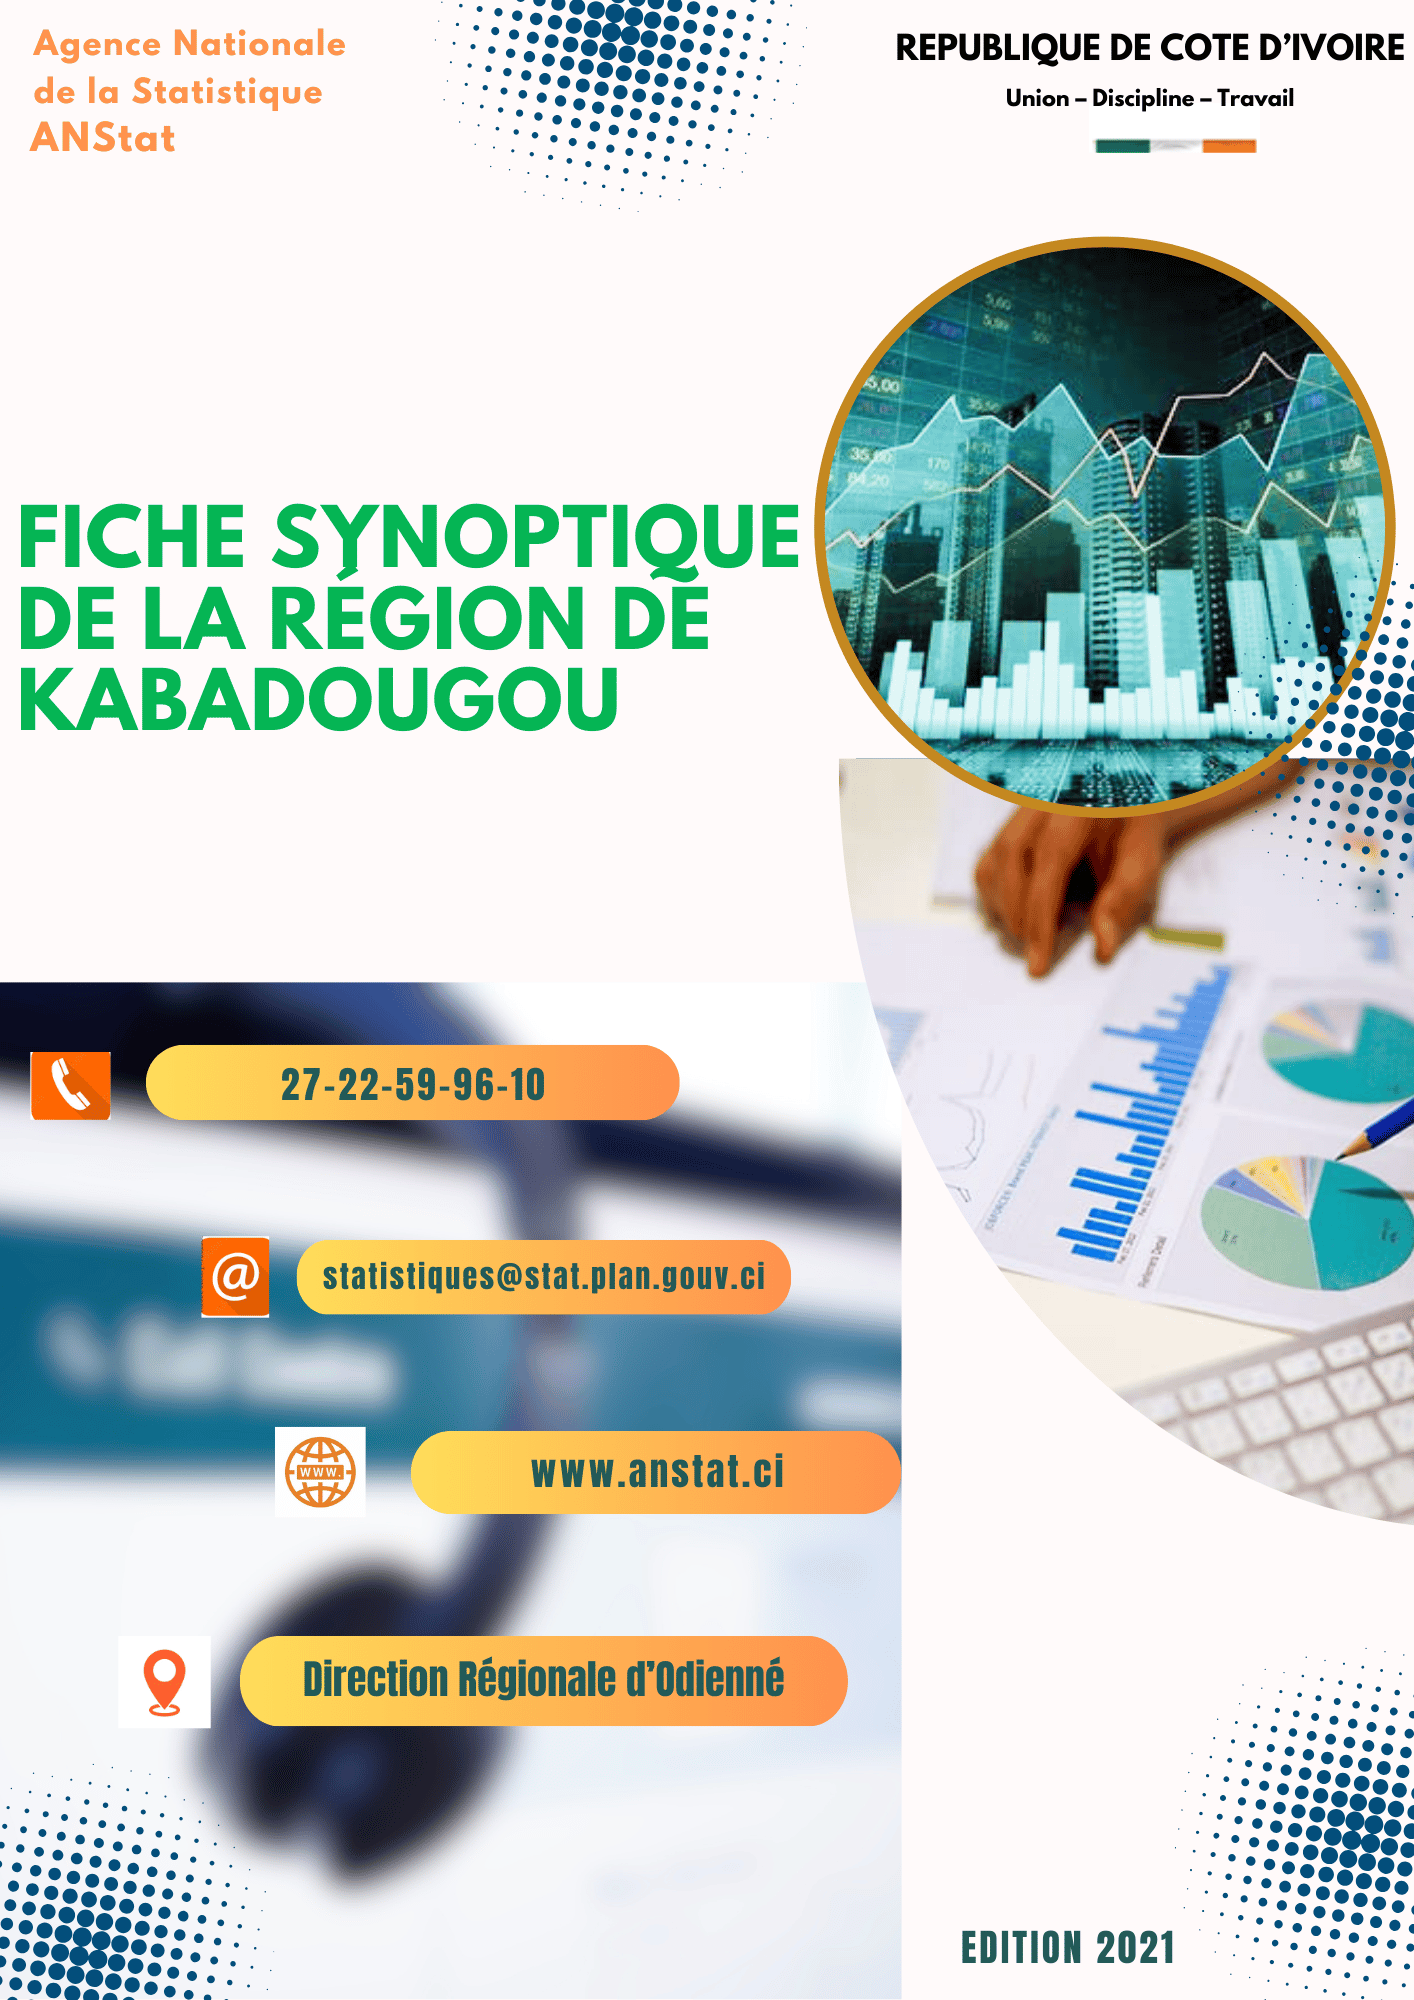 Agence Nationale
de la Statistique
ANStat
REPUBLIQUE DE COTE D’IVOIRE
Union – Discipline – Travail
FICHE SYNOPTIQUE
DE LA RÉGION DE
KABADOUGOU
27-22-59-96-10
@
statistiques@stat.plan.gouv.ci
WWW.
www.anstat.ci
Direction Régionale d’Odienné
EDITION 2021